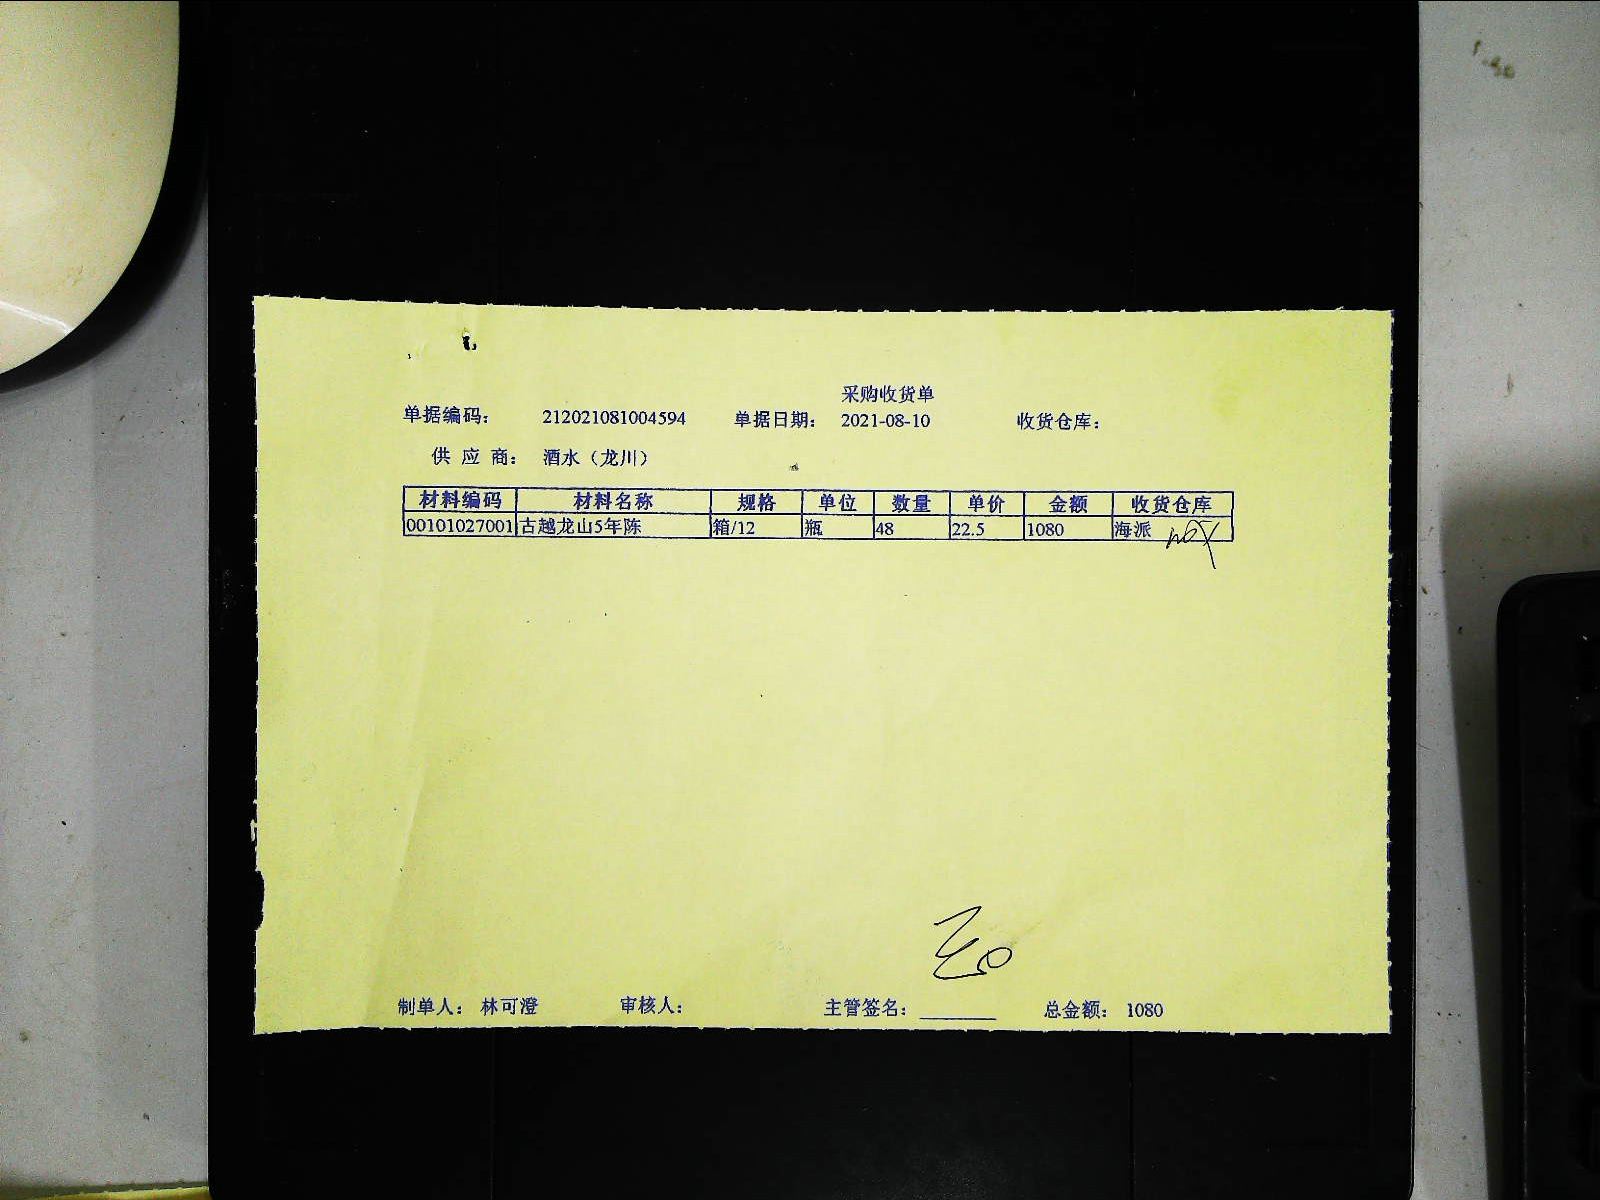 采购收货单
单据编码： 212021081004594 单据日期： 2021-08-10 收货仓库：
供 应 商： 酒水（龙川）
材料编码 材料名称 规格 单位 数量 单价 金额 收货仓库
00101027001 古越龙山5年陈 箱/12 瓶 48 22.5 1080 海派
制单人： 林可澄 审核人： 主管签名： ________ 总金额： 1080